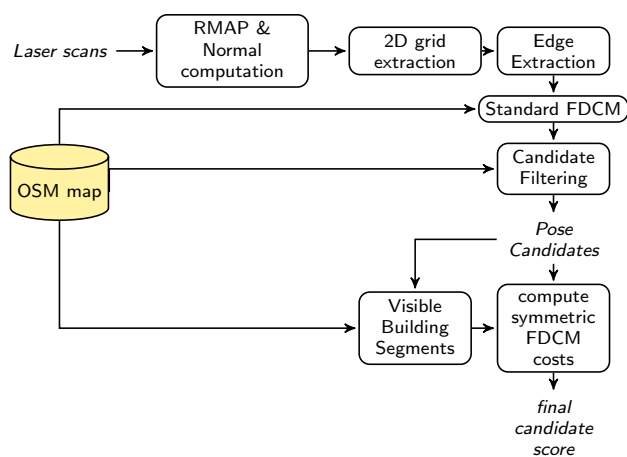 Laser scans
RMAP &
Normal
computation
2D grid
extraction
Edge
Extraction
Standard FDCM
OSM map
Candidate
Filtering
Pose
Candidates
Visible
Building
Segments
compute
symmetric
FDCM
costs
final
candidate
score